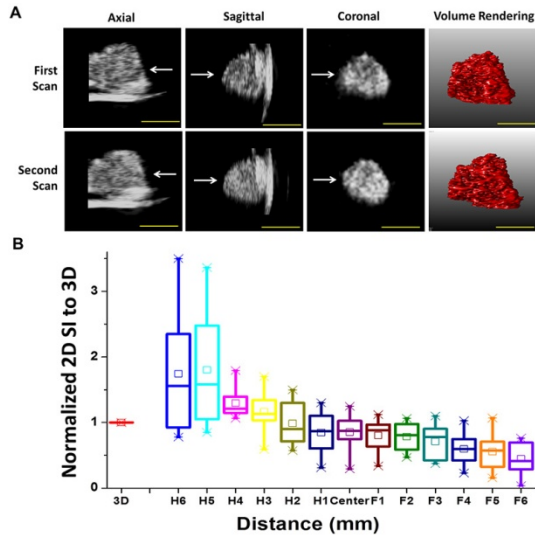 A
Axial
Sagittal
Coronal
Volume Rendering
First
Scan
Second
Scan
B
Normalized 2D SI to 3D
3
2
1
0
3D H6 H5 H4 H3 H2 H1 Center F1 F2 F3 F4 F5 F6
Distance (mm)